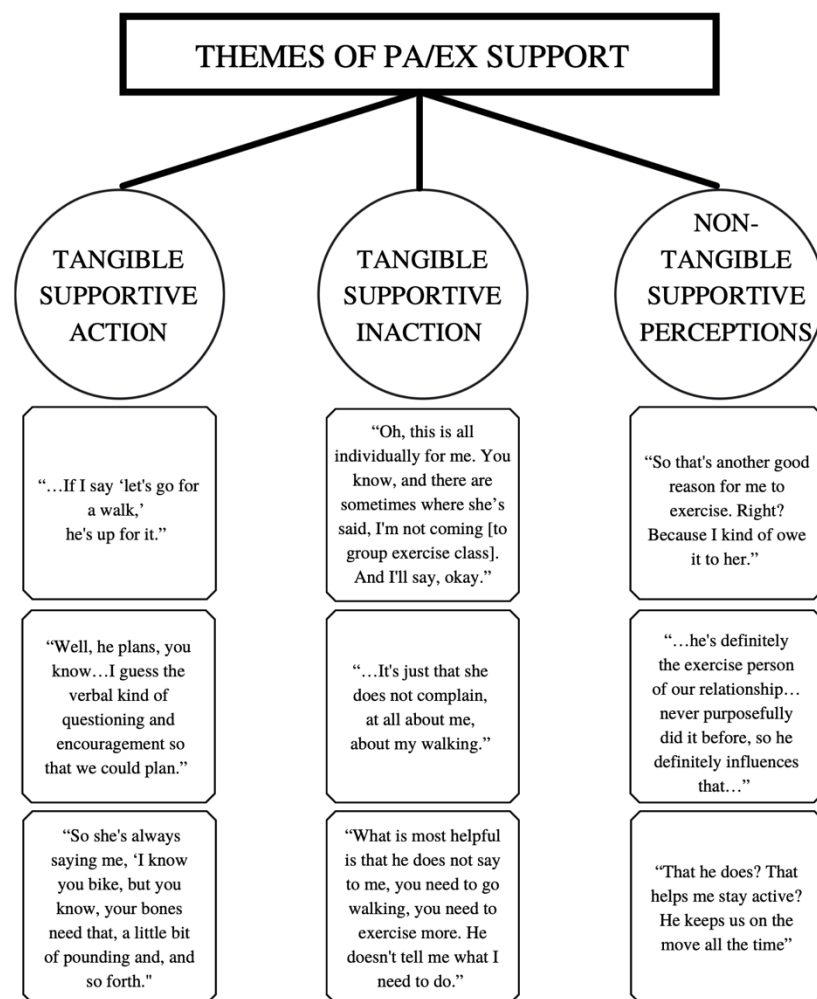 THEMES OF PA/EX SUPPORT
TANGIBLE
SUPPORTIVE
ACTION
“…If I say ‘let's go for
a walk,’
he's up for it.”
“Well, he plans, you
know…I guess the
verbal kind of
questioning and
encouragement so
that we could plan.”
“So she's always
saying me, ‘I know
you bike, but you
know, your bones
need that, a little bit
of pounding and, and
so forth."
TANGIBLE
SUPPORTIVE
INACTION
“Oh, this is all
individually for me. You
know, and there are
sometimes where she’s
said, I'm not coming [to
group exercise class].
And I'll say, okay.”
“…It's just that she
does not complain,
at all about me,
about my walking.”
“What is most helpful
is that he does not say
to me, you need to go
walking, you need to
exercise more. He
doesn't tell me what I
need to do.”
NON-
TANGIBLE
SUPPORTIVE
PERCEPTIONS/
“So that's another good
reason for me to
exercise. Right?
Because I kind of owe
it to her.”
“…he's definitely
the exercise person
of our relationship…
never purposefully
did it before, so he
definitely influences
that…”
“That he does? That
helps me stay active?
He keeps us on the
move all the time”